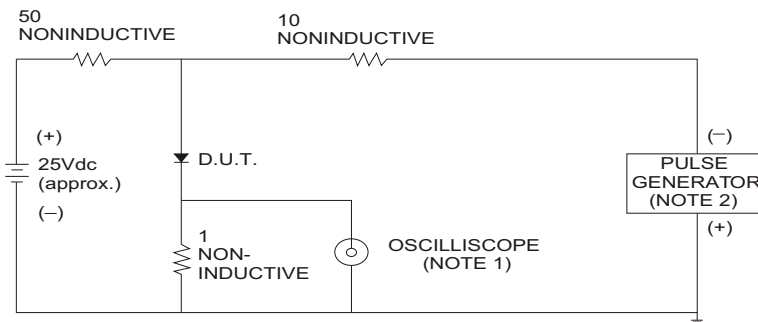 50
NONINDUCTIVE
10
NONINDUCTIVE
(+)
25Vdc
(approx.)
(−)
D.U.T.
1
NON-
INDUCTIVE
OSCILLISCOPE
(NOTE 1)
(−)
PULSE
GENERATOR
(NOTE 2)
(+)